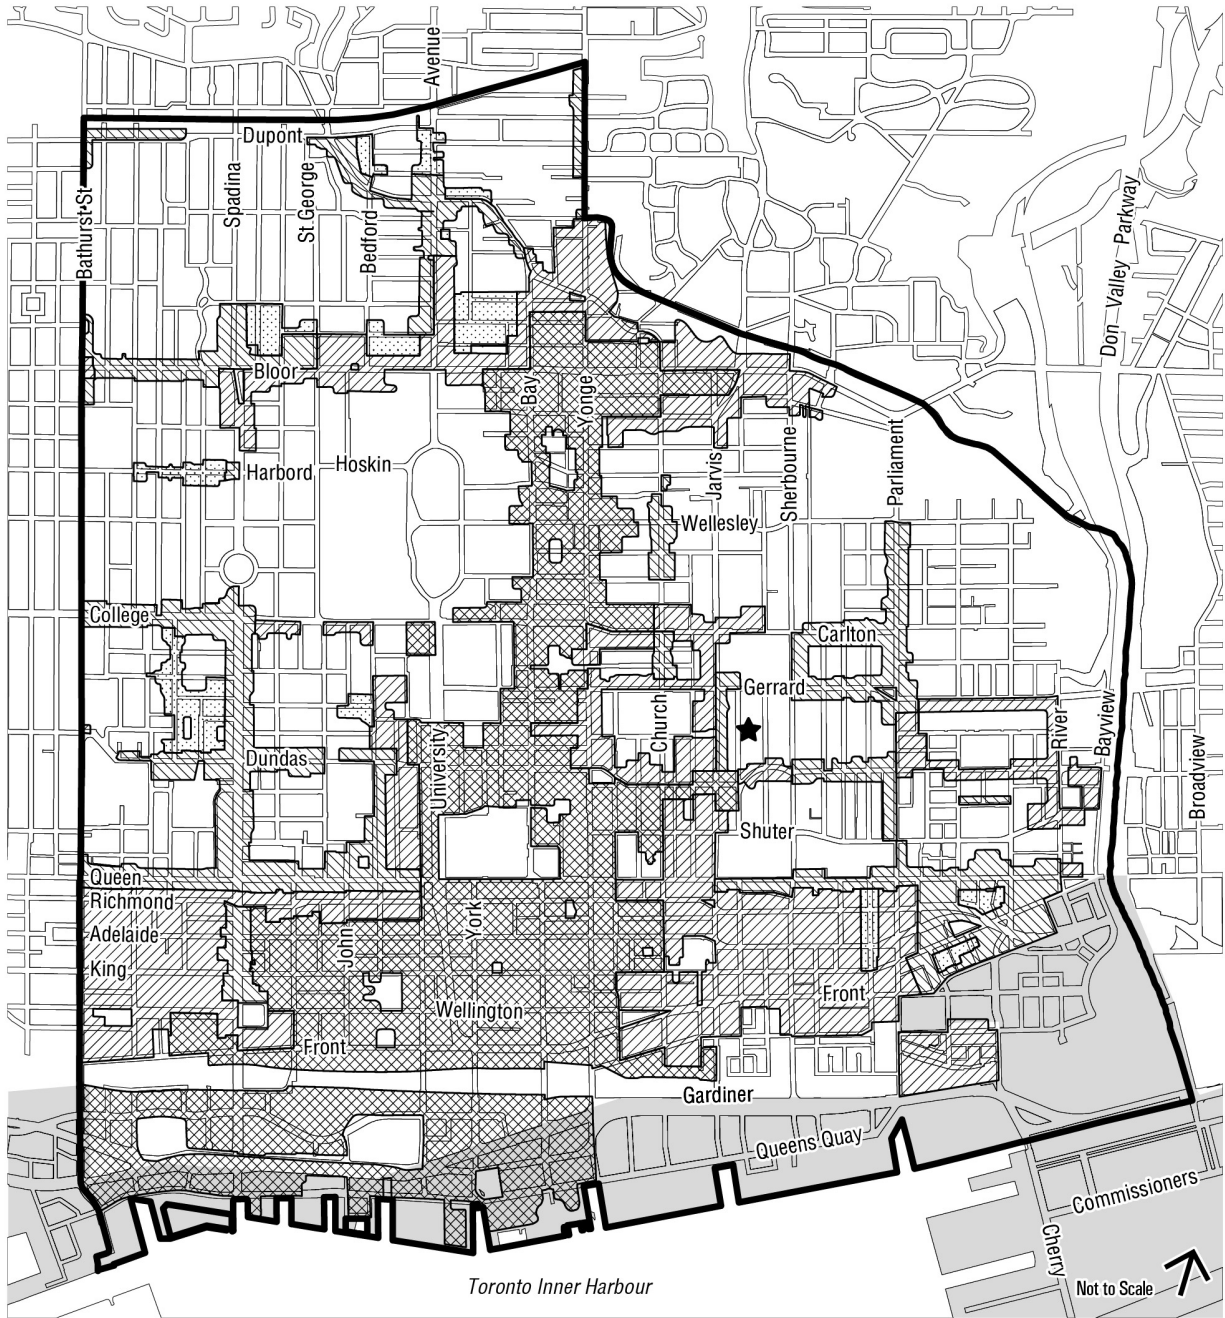 Avenue
Dupont
Spadina
St George
Bathurst St
Bedford
Don Valley Parkway
Bloor
Bay
Yonge
Harbord
Hoskin
Jarvis
Sherbourne
Parliament
Wellesley
College
Carlton
Gerrard
Church
River
Bayview
University
Dundas
Broadview
Shuter
Queen
Richmond
York
Adelaide
John
King
Front
Wellington
Front
Gardiner
Queens Quay
Commissioners
Cherry
Toronto Inner Harbour
Not to Scale